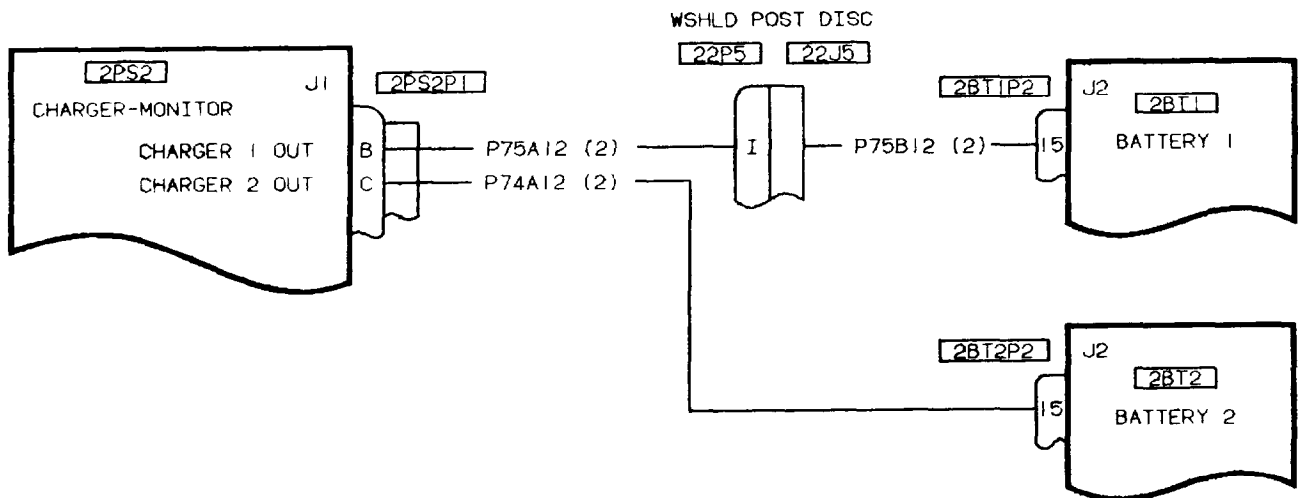 WSHLD POST DISC
22P5 22J5
2PS2 J1 2PS2P1
CHARGER-MONITOR
CHARGER 1 OUT B P75A12 (2) I P75B12 (2) 15
CHARGER 2 OUT C P74A12 (2)
2BT1P2 J2
2BT1
BATTERY 1
2BT2P2 J2
2BT2
15
BATTERY 2